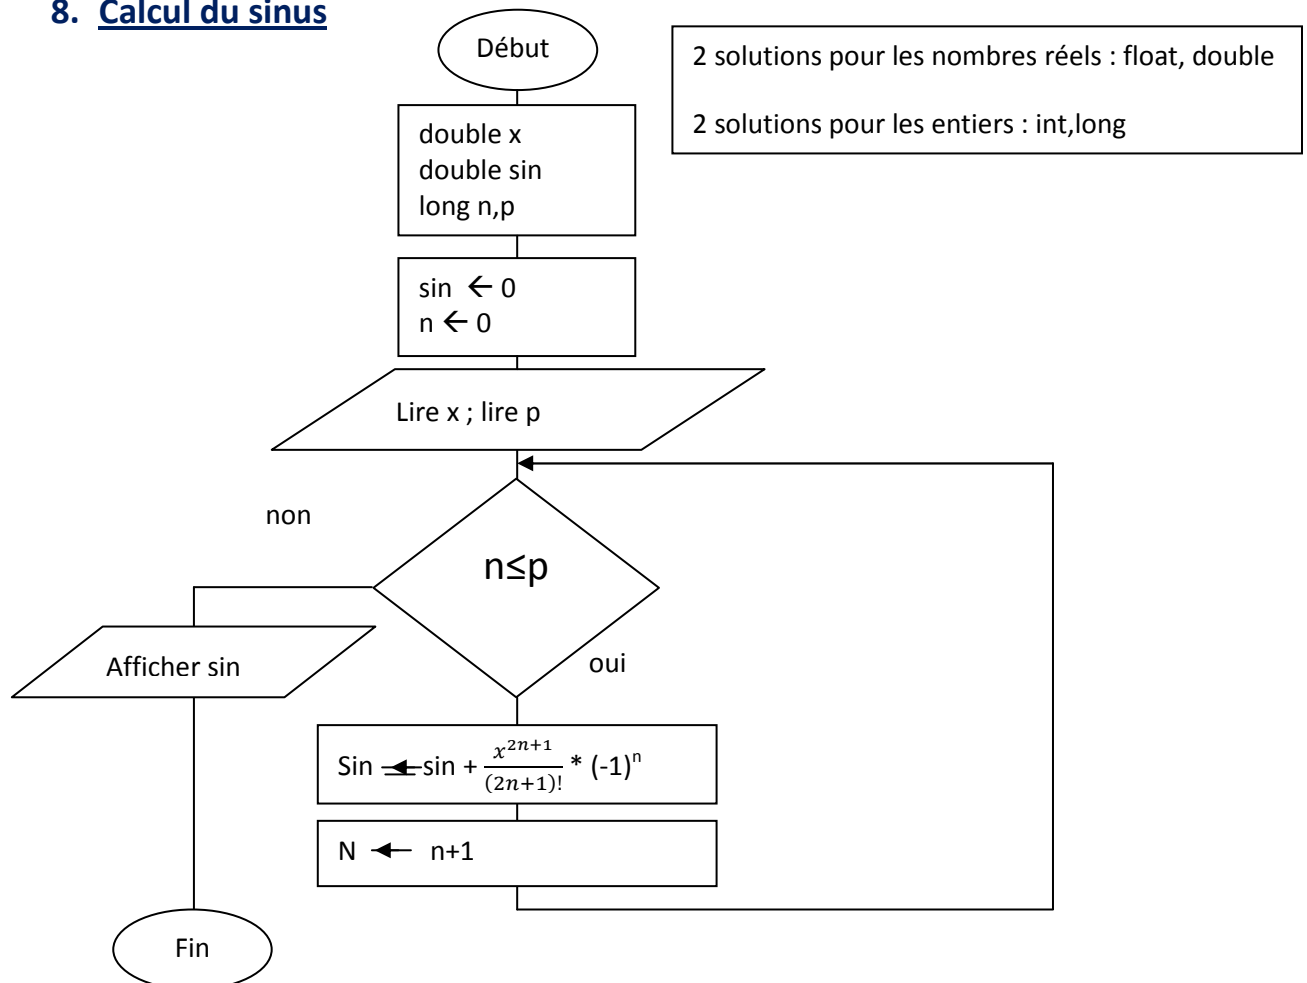 8. Calcul du sinus
Début
2 solutions pour les nombres réels : float, double
2 solutions pour les entiers : int,long
double x
double sin
long n,p
sin ← 0
n ← 0
Lire x ; lire p
non
n≤p
Afficher sin
oui
Sin ← sin + x^{2n+1}/(2n+1)! * (-1)^n
N ← n+1
Fin